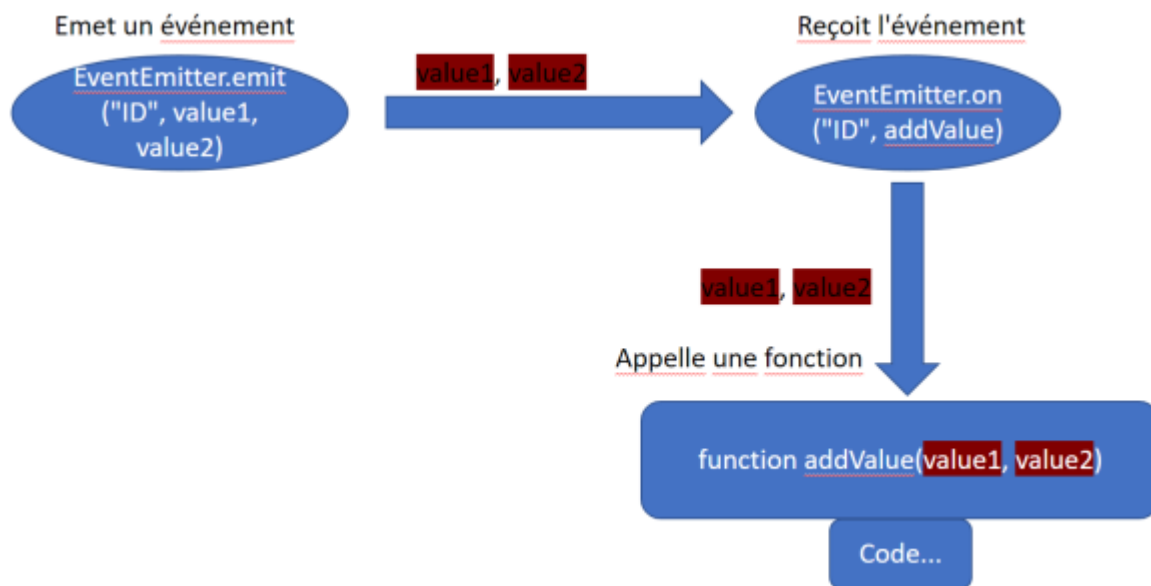 Emet un événement
EventEmitter.emit
("ID", value1,
value2)
value1, value2
Reçoit l'événement
EventEmitter.on
("ID", addValue)
value1, value2
Appelle une fonction
function addValue(value1, value2)
Code...